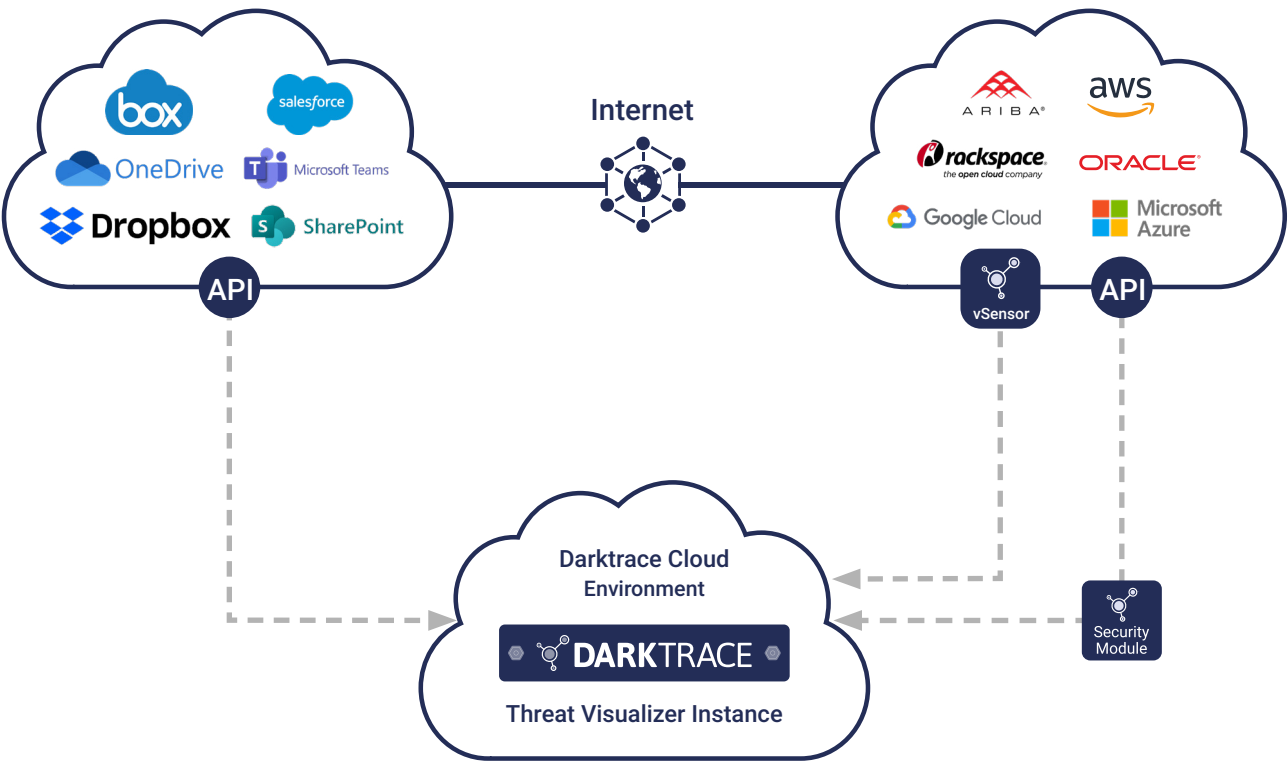 box
salesforce
OneDrive
Microsoft Teams
Dropbox
S
SharePoint
API
Internet
ARIBA®
aws
rackspace®
the open cloud company
ORACLE®
Google Cloud
Microsoft
Azure
vSensor
API
Darktrace Cloud
Environment
DARKTRACE
Threat Visualizer Instance
Security
Module